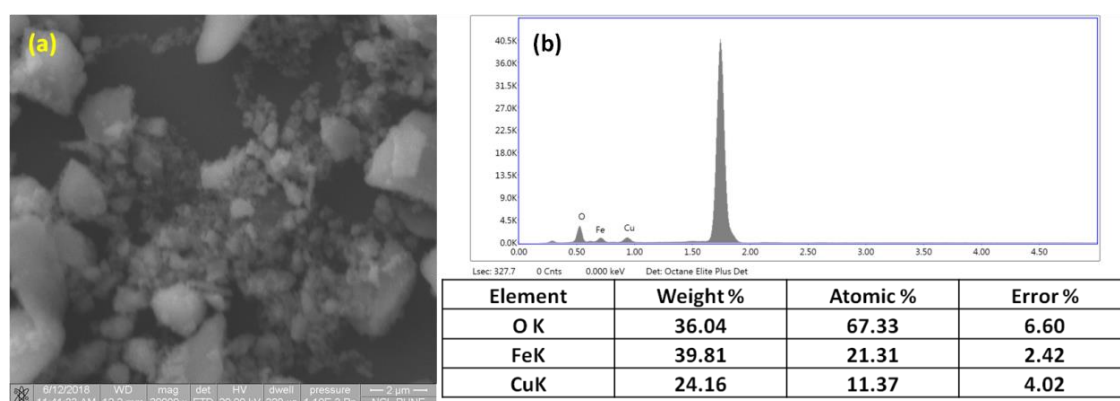 (a)
6/12/2018 WD mag det HV dwell pressure 2 μm
(b)
40.5K
36.0K
31.5K
27.0K
22.5K
18.0K
13.5K
9.0K
4.5K
0.0K
O Fe Cu
0.00 0.50 1.00 1.50 2.00 2.50 3.00 3.50 4.00 4.50
Lsec: 327.7 0 Cnts 0.000 keV Det: Octane Elite Plus Det
Element Weight % Atomic % Error %
O K 36.04 67.33 6.60
FeK 39.81 21.31 2.42
CuK 24.16 11.37 4.02